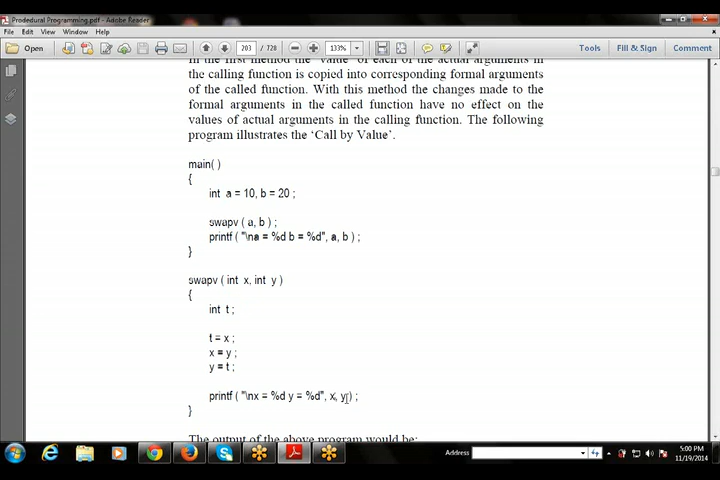 Prodedural Programming.pdf - Adobe Reader
File Edit View Window Help
Open 203 / 728 133% Tools Fill & Sign Comment
In the first method the 'value' of each of the actual arguments in
the calling function is copied into corresponding formal arguments
of the called function. With this method the changes made to the
formal arguments in the called function have no effect on the
values of actual arguments in the calling function. The following
program illustrates the 'Call by Value'.
main( )
{
int a = 10, b = 20 ;
swapv ( a, b ) ;
printf ( "\na = %d b = %d", a, b ) ;
}
swapv ( int x, int y )
{
int t ;
t = x ;
x = y ;
y = t ;
printf ( "\nx = %d y = %d", x, y ) ;
}
The output of the above program would be:
Address
5:00 PM
11/19/2014